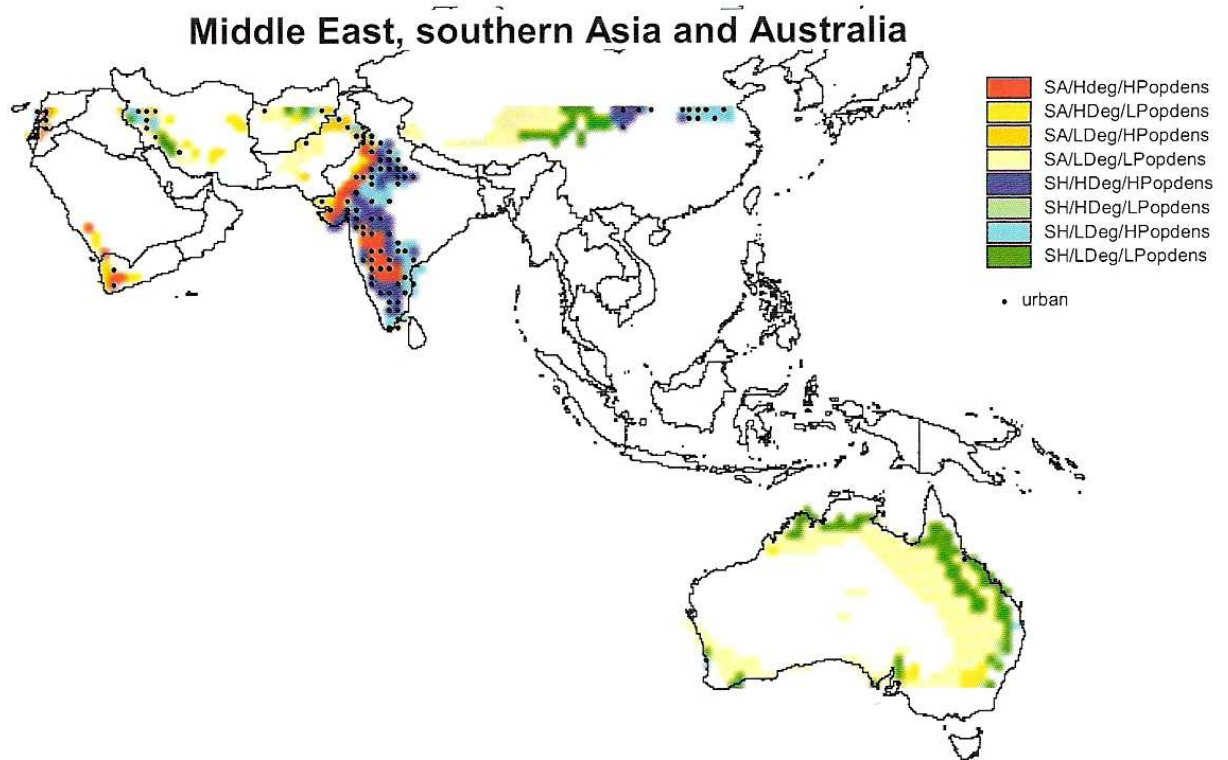 Middle East, southern Asia and Australia
SA/Hdeg/HPopdens
SA/HDeg/LPopdens
SA/LDeg/HPopdens
SA/LDeg/LPopdens
SH/HDeg/HPopdens
SH/HDeg/LPopdens
SH/LDeg/HPopdens
SH/LDeg/LPopdens
urban